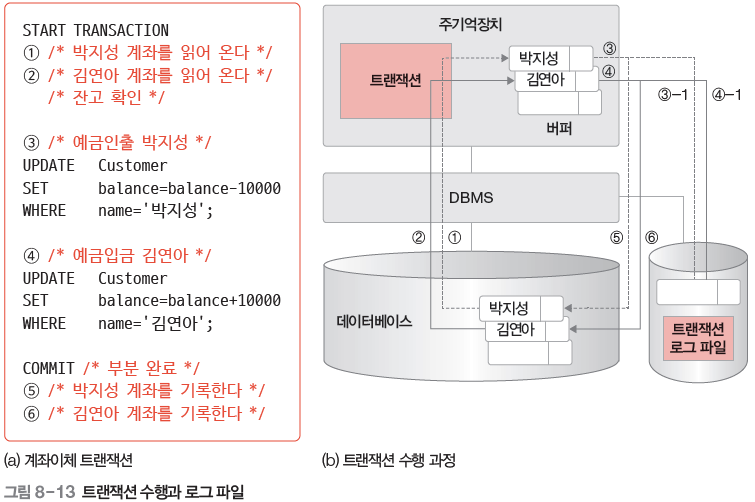 START TRANSACTION
① /* 박지성 계좌를 읽어 온다 */
② /* 김연아 계좌를 읽어 온다 */
/* 잔고 확인 */
③ /* 예금인출 박지성 */
UPDATE Customer
SET balance=balance-10000
WHERE name='박지성';
④ /* 예금입금 김연아 */
UPDATE Customer
SET balance=balance+10000
WHERE name='김연아';
COMMIT /* 부분 완료 */
⑤ /* 박지성 계좌를 기록한다 */
⑥ /* 김연아 계좌를 기록한다 */
(a) 계좌이체 트랜잭션
주기억장치
트랜잭션
박지성
김연아
버퍼
③
④
③-1
④-1
DBMS
②
①
⑤
⑥
데이터베이스
박지성
김연아
트랜잭션
로그 파일
(b) 트랜잭션 수행 과정
그림 8-13 트랜잭션 수행과 로그 파일